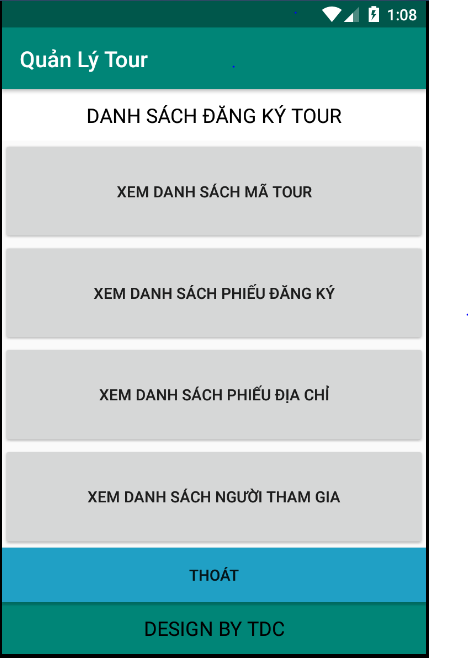 1:08
Quản Lý Tour
DANH SÁCH ĐĂNG KÝ TOUR
XEM DANH SÁCH MÃ TOUR
XEM DANH SÁCH PHIẾU ĐĂNG KÝ
XEM DANH SÁCH PHIẾU ĐỊA CHỈ
XEM DANH SÁCH NGƯỜI THAM GIA
THOÁT
DESIGN BY TDC